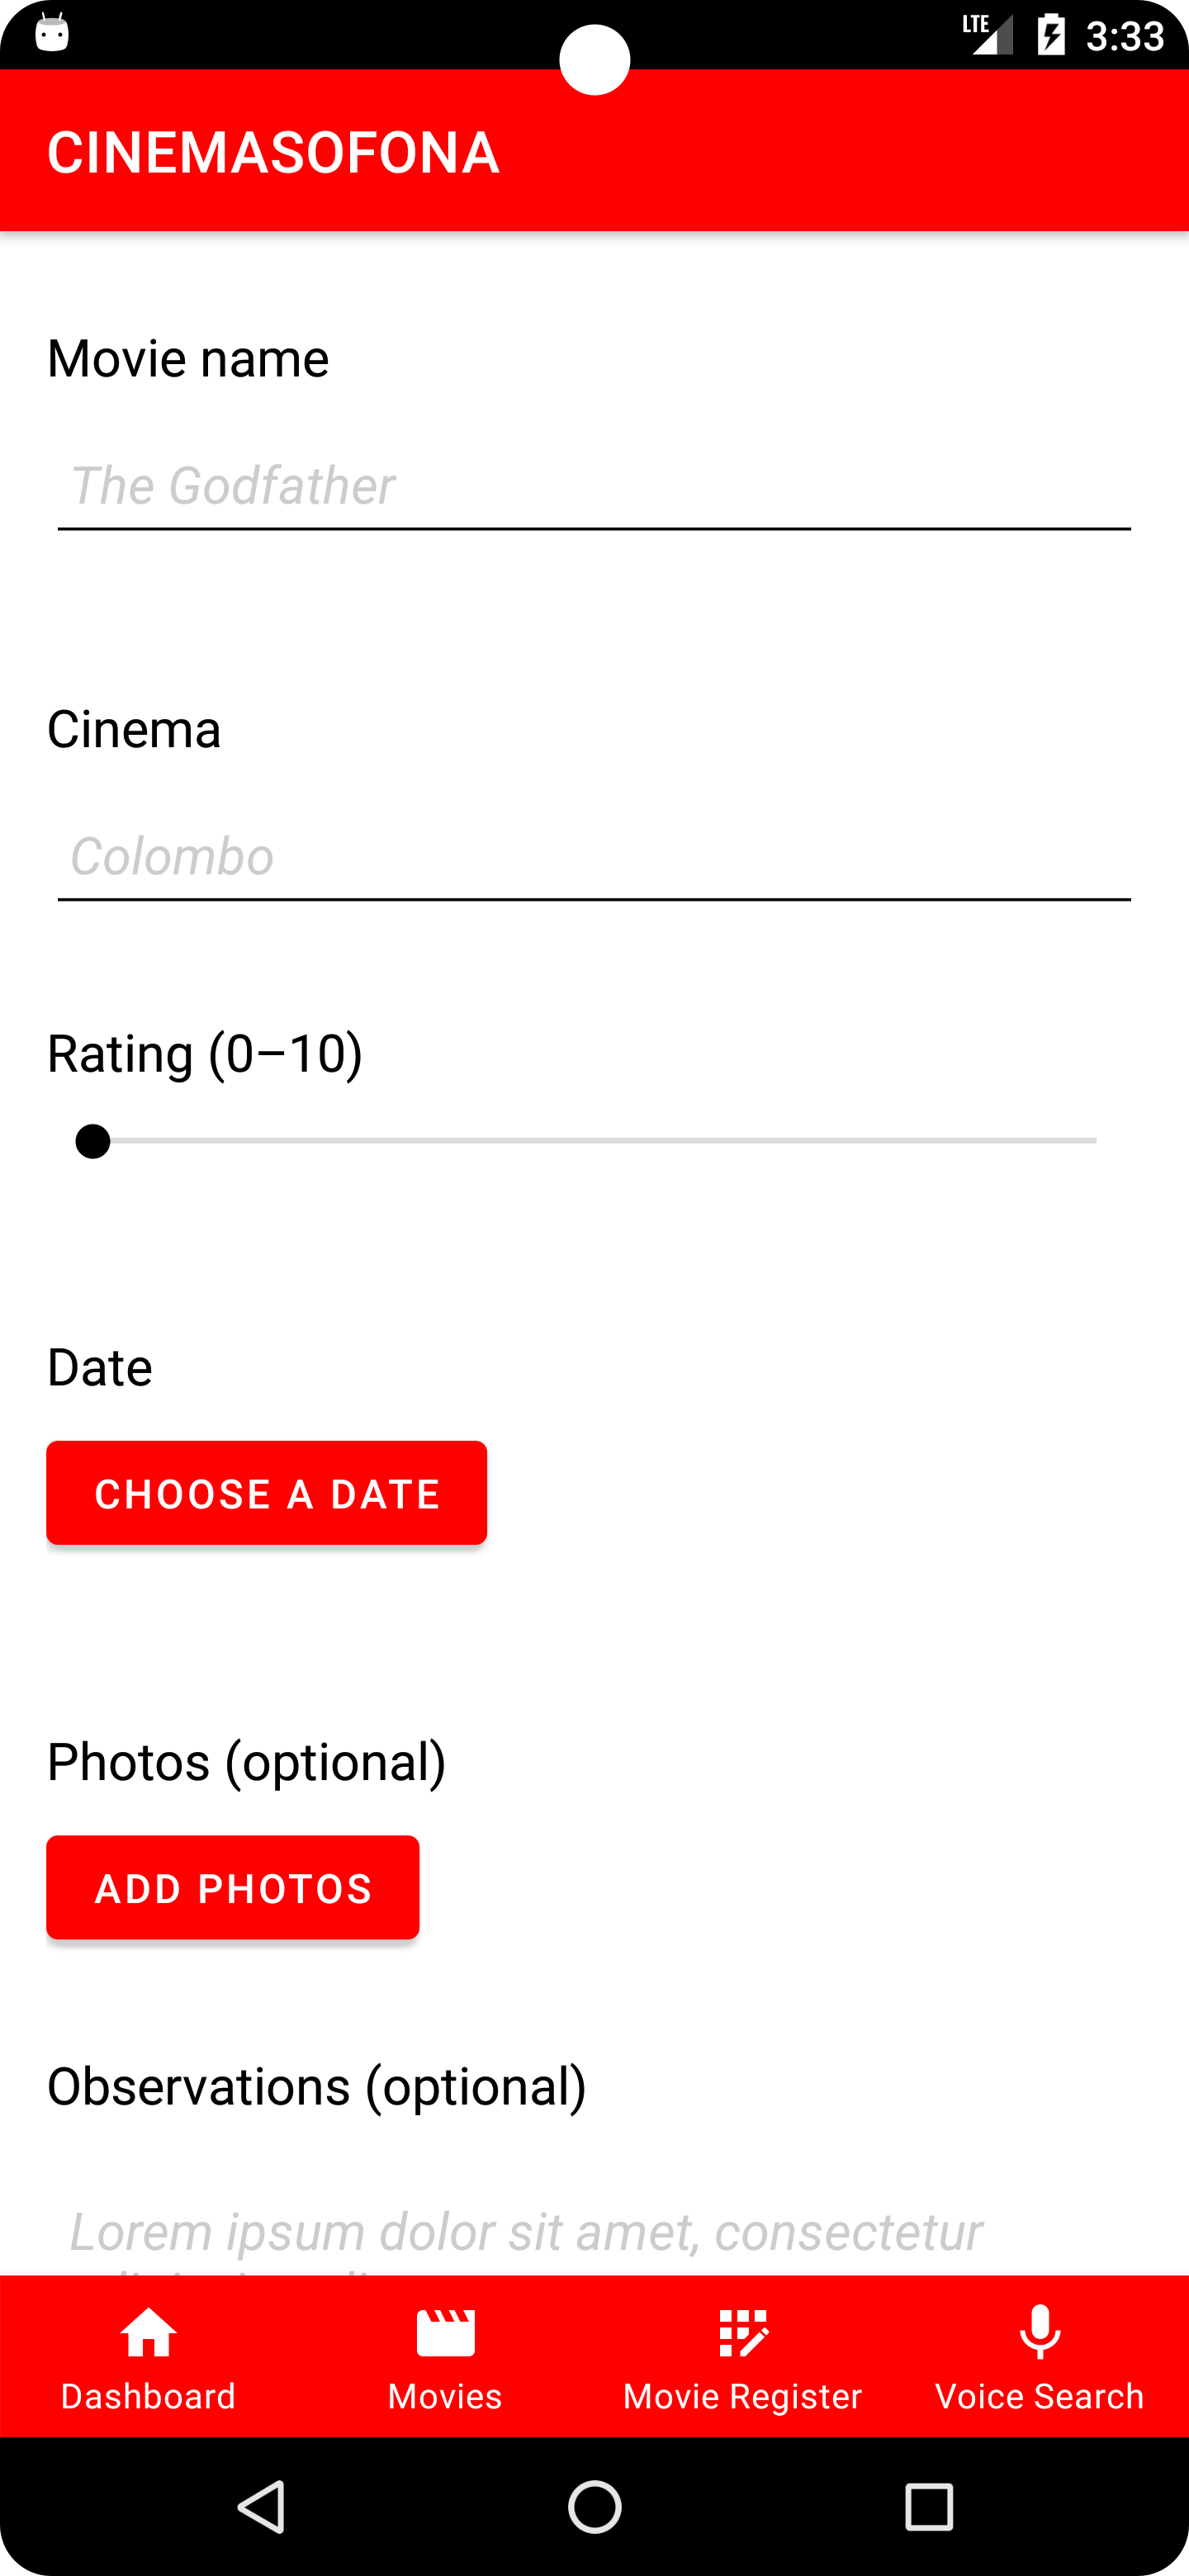 LTE 3:33
CINEMASOFONA
Movie name
The Godfather
Cinema
Colombo
Rating (0–10)
Date
CHOOSE A DATE
Photos (optional)
ADD PHOTOS
Observations (optional)
Lorem ipsum dolor sit amet, consectetur
Dashboard Movies Movie Register Voice Search